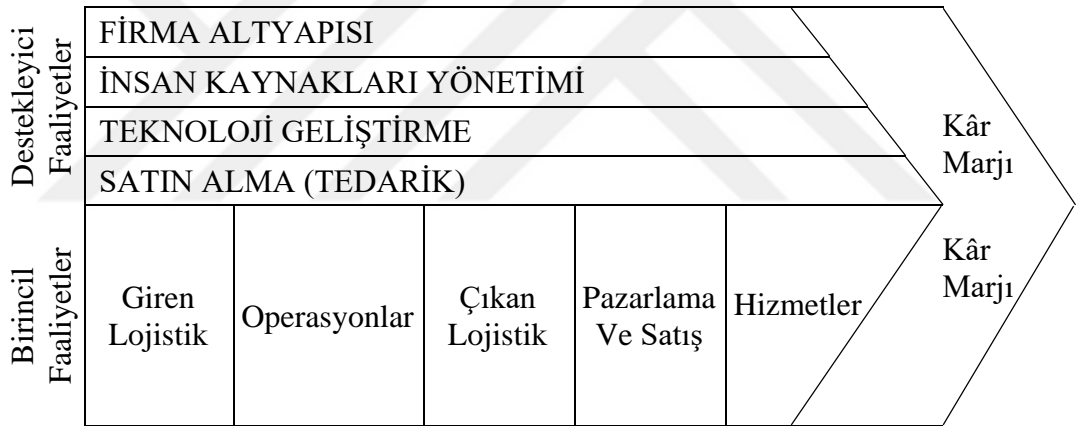 Destekleyici
Faaliyetler
FİRMA ALTYAPISI
İNSAN KAYNAKLARI YÖNETİMİ
TEKNOLOJİ GELİŞTİRME
SATIN ALMA (TEDARİK)
Kâr
Marjı
Birincil
Faaliyetler
Giren
Lojistik
Operasyonlar
Çıkan
Lojistik
Pazarlama
Ve Satış
Hizmetler
Kâr
Marjı